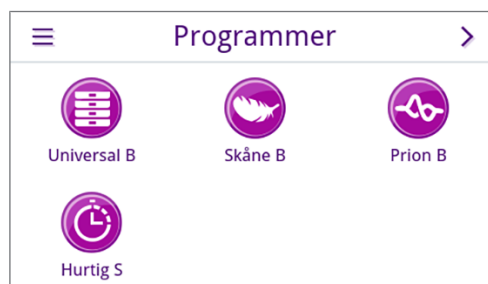 Programmer
Universal B
Skåne B
Prion B
Hurtig S